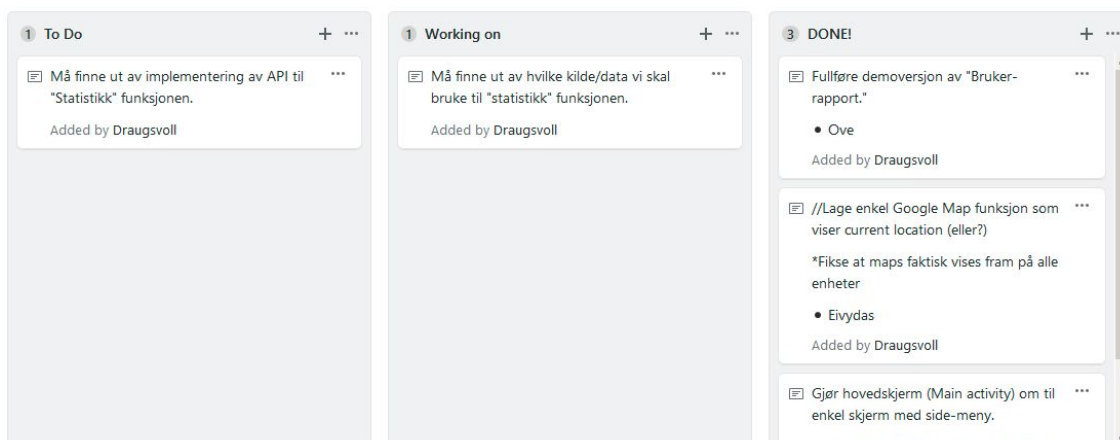 1 To Do
Må finne ut av implementering av API til
"Statistikk" funksjonen.
Added by Draugsvoll
1 Working on
Må finne ut av hvilke kilde/data vi skal
bruke til "statistikk" funksjonen.
Added by Draugsvoll
3 DONE!
Fullføre demoversjon av "Bruker-
rapport."
• Ove
Added by Draugsvoll
//Lage enkel Google Map funksjon som
viser current location (eller?)
*Fikse at maps faktisk vises fram på alle
enheter
• Eivydas
Added by Draugsvoll
Gjør hovedskjerm (Main activity) om til
enkel skjerm med side-meny.